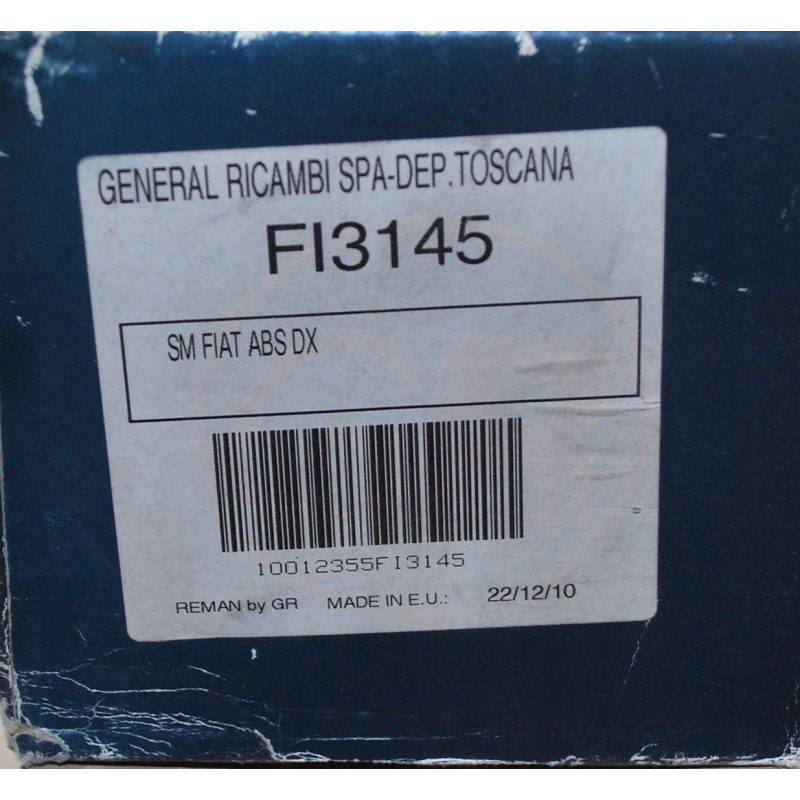 GENERAL RICAMBI SPA-DEP.TOSCANA
FI3145
SM FIAT ABS DX
10012355FI3145
REMAN by GR MADE IN E.U.: 22/12/10